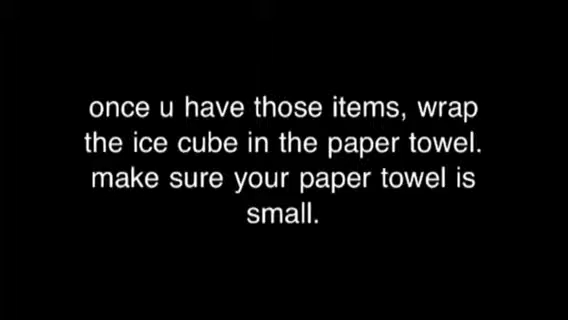 once u have those items, wrap
the ice cube in the paper towel.
make sure your paper towel is
small.